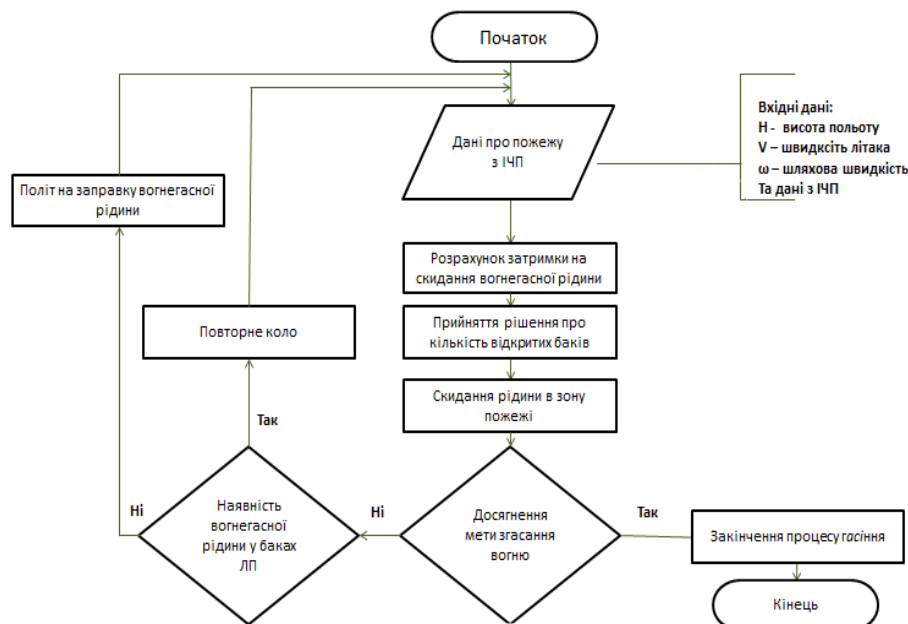 Початок
Дані про пожежу
з ІЧП
Вхідні дані:
H - висота польоту
V – швидксіть літака
ω – шляхова швидкість
Та дані з ІЧП
Політ на заправку вогнегасної
рідини
Розрахунок затримки на
скидання вогнегасної рідини
Прийняття рішення про
кількість відкритих баків
Повторне коло
Скидання рідини в зону
пожежі
Так
Ні
Наявність
вогнегасної
рідини у баках
ЛП
Ні
Досягнення
мети згасання
вогню
Так
Закінчення процесу гасіння
Кінець